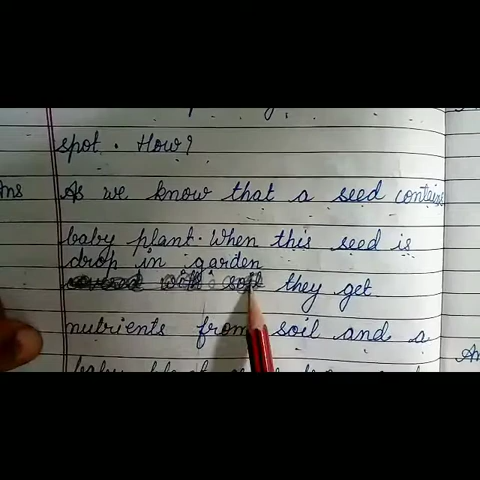 spot. How?
Ans As we know that a seed contains
baby plant. When this seed is
drop in garden
they get
nutrients from soil and a